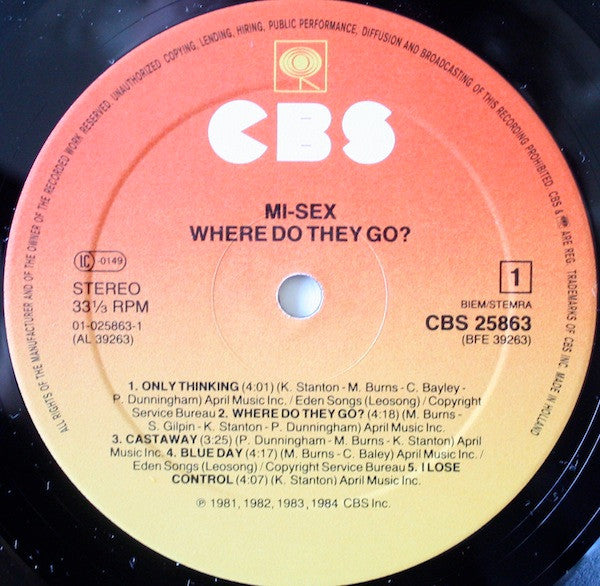 ALL RIGHTS OF THE MANUFACTURER AND OF THE OWNER OF THE RECORDED WORK RESERVED. UNAUTHORIZED COPYING, LENDING, HIRING, PUBLIC PERFORMANCE, DIFFUSION AND BROADCASTING OF THIS RECORDING PROHIBITED. CBS & ARE REG. TRADEMARKS OF CBS INC. MADE IN HOLLAND
CBS
MI-SEX
WHERE DO THEY GO?
LC -0149
STEREO
33⅓ RPM
01-025863-1
(AL 39263)
1
BIEM/STEMRA
CBS 25863
(BFE 39263)
1. ONLY THINKING (4:01) (K. Stanton - M. Burns - C. Bayley -
P. Dunningham) April Music Inc. / Eden Songs (Leosong) / Copyright
Service Bureau 2. WHERE DO THEY GO? (4:18) (M. Burns -
S. Gilpin - K. Stanton - P. Dunningham) April Music Inc.
3. CASTAWAY (3:25) (P. Dunningham - M. Burns - K. Stanton) April
Music Inc. 4. BLUE DAY (4:17) (M. Burns - C. Baley) April Music Inc. /
Eden Songs (Leosong) / Copyright Service Bureau 5. I LOSE
CONTROL (4:07) (K. Stanton) April Music Inc.
℗ 1981, 1982, 1983, 1984 CBS Inc.